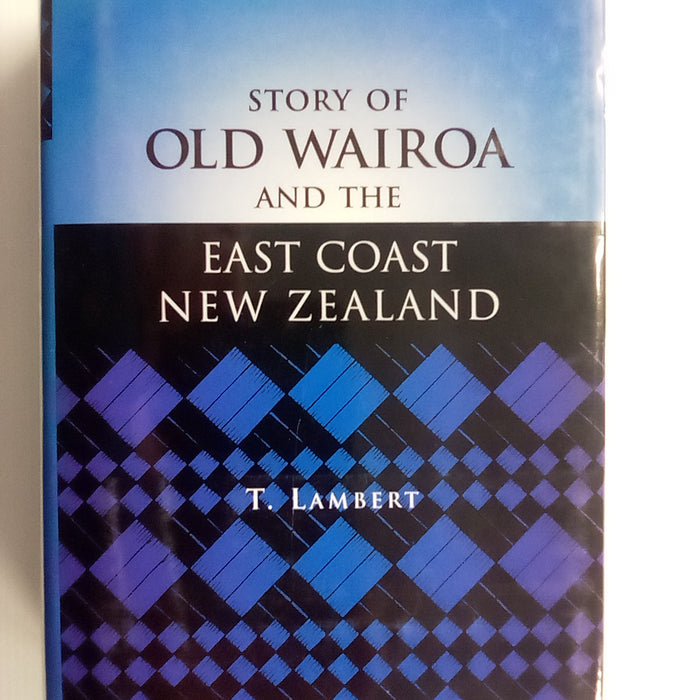 STORY OF
OLD WAIROA
AND THE
EAST COAST
NEW ZEALAND
T. LAMBERT